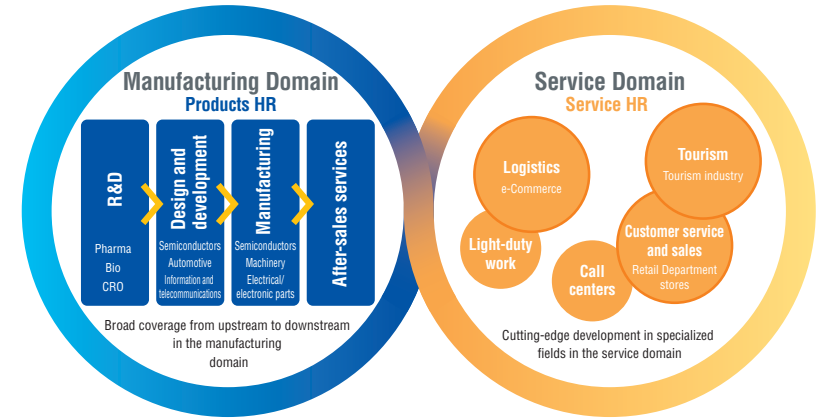 Manufacturing Domain
Products HR
R&D
Pharma
Bio
CRO
Design and
development
Semiconductors
Automotive
Information and
telecommunications
Manufacturing
Semiconductors
Machinery
Electrical/
electronic parts
After-sales services
Broad coverage from upstream to downstream
in the manufacturing
domain
Service Domain
Service HR
Logistics
e-Commerce
Tourism
Tourism industry
Light-duty
work
Call
centers
Customer service
and sales
Retail Department
stores
Cutting-edge development in specialized
fields in the service domain